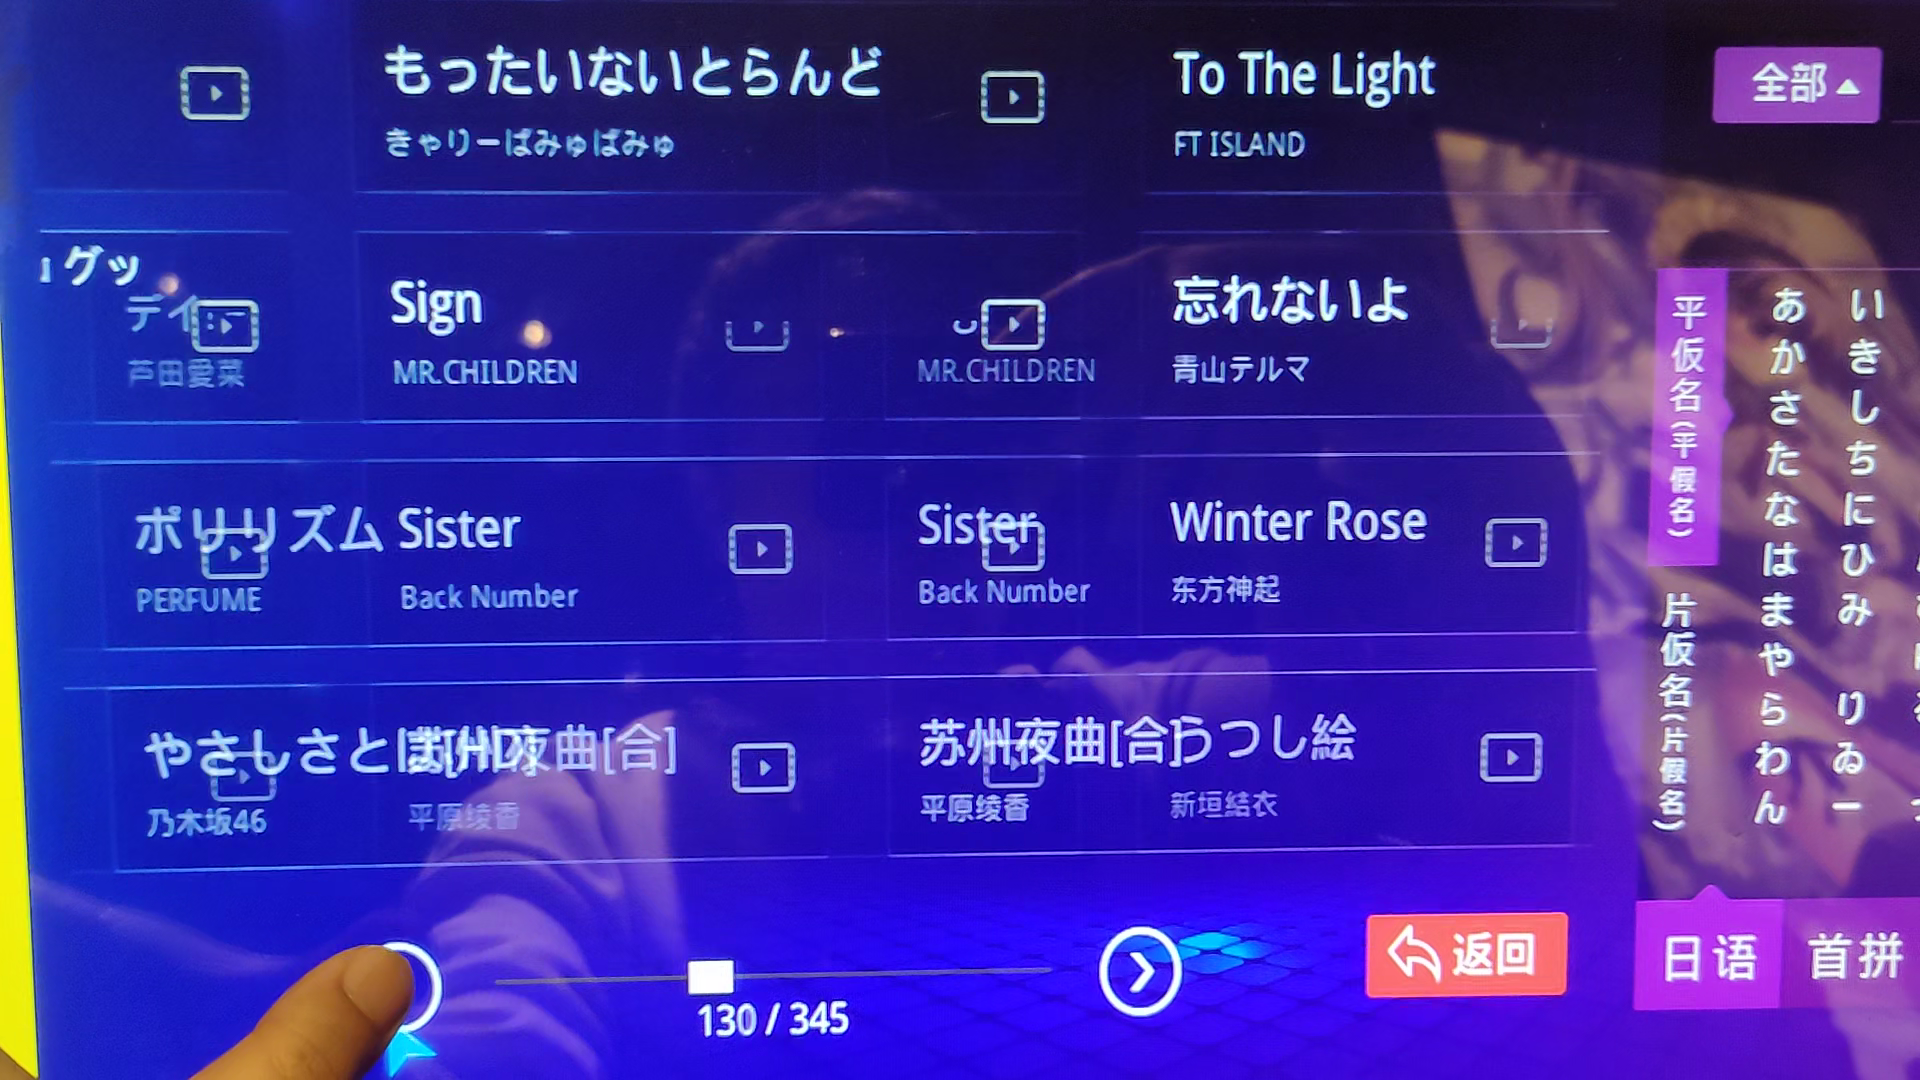 もったいないとらんど
きゃりーぱみゅぱみゅ
To The Light
FT ISLAND
全部
グッ
デイ
芦田愛菜
Sign
MR.CHILDREN
MR.CHILDREN
忘れないよ
青山テルマ
ポリリズム
PERFUME
Sister
Back Number
Sister
Back Number
Winter Rose
东方神起
やさしさとは[HD]
乃木坂46
苏州夜曲[合]
平原绫香
苏州夜曲[合]
平原绫香
うつし絵
新垣結衣
130 / 345
返回
平仮名(平假名)
片仮名(片假名)
あかさたなはまやらわん
いきしちにひみ りゐー
日语
首拼